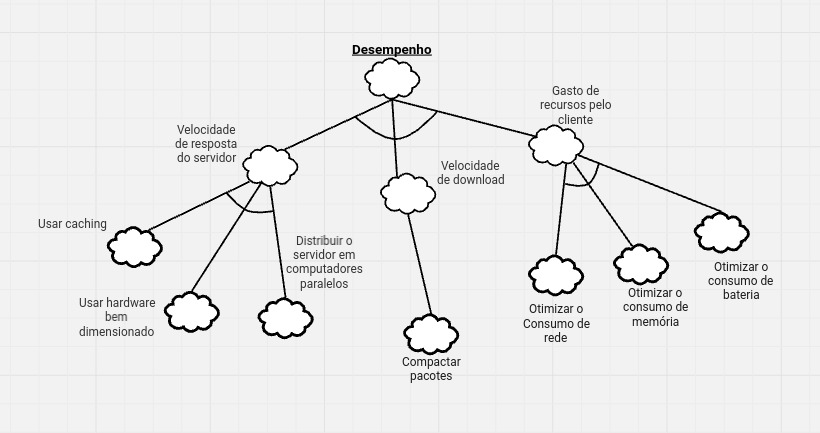 Desempenho
Gasto de
recursos pelo
cliente
Velocidade
de resposta
do servidor
Velocidade
de download
Usar caching
Distribuir o
servidor em
computadores
paralelos
Usar hardware
bem
dimensionado
Compactar
pacotes
Otimizar o
Consumo de
rede
Otimizar o
consumo de
memória
Otimizar o
consumo de
bateria